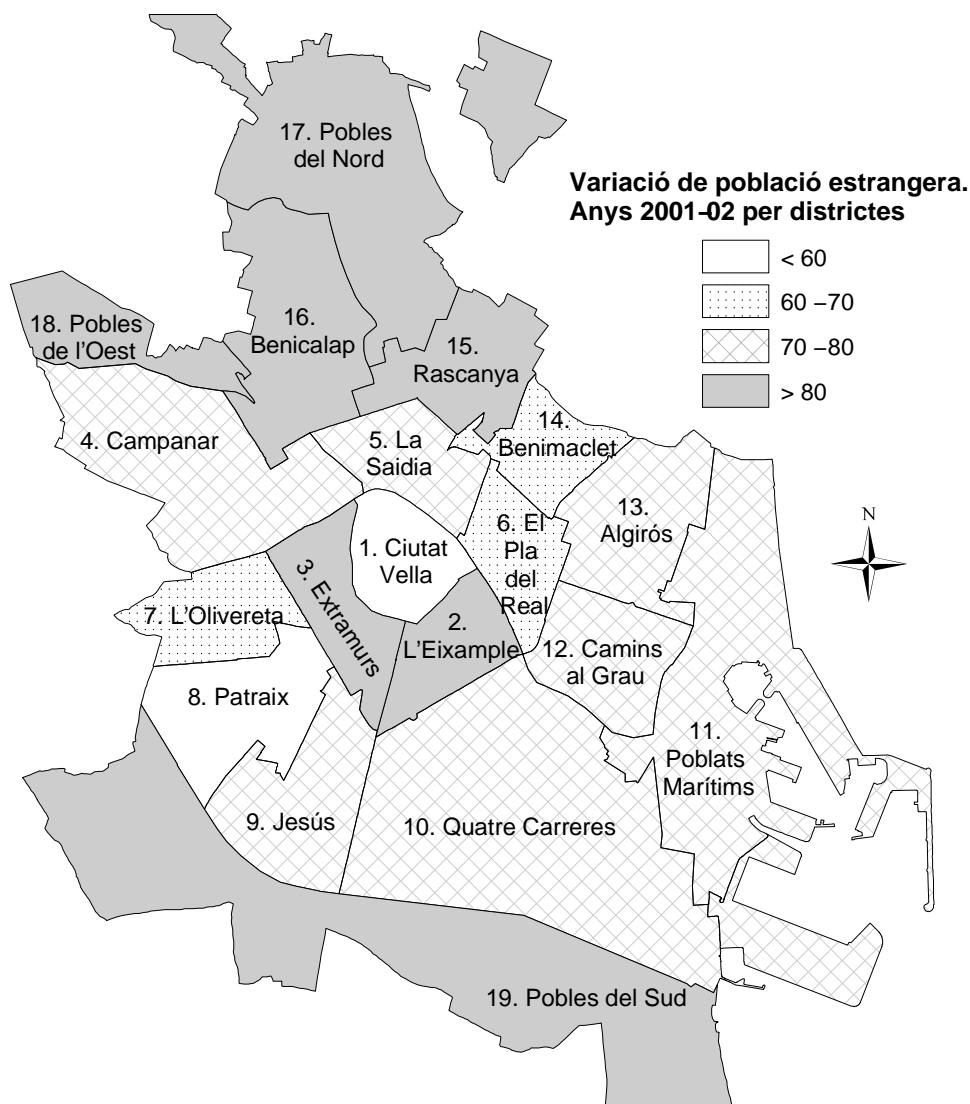 17. Pobles
del Nord
Variació de població estrangera.
Anys 2001-02 per districtes
< 60
60 -70
70 -80
> 80
18. Pobles
de l'Oest
16.
Benicalap
15.
Rascanya
4. Campanar
5. La
Saidia
14.
Benimaclet
13.
Algirós
N
1. Ciutat
Vella
6. El
Pla
del
Real
3. Extramurs
7. L'Olivereta
2.
L'Eixample
12. Camins
al Grau
8. Patraix
11.
Poblats
Marítims
9. Jesús
10. Quatre Carreres
19. Pobles del Sud